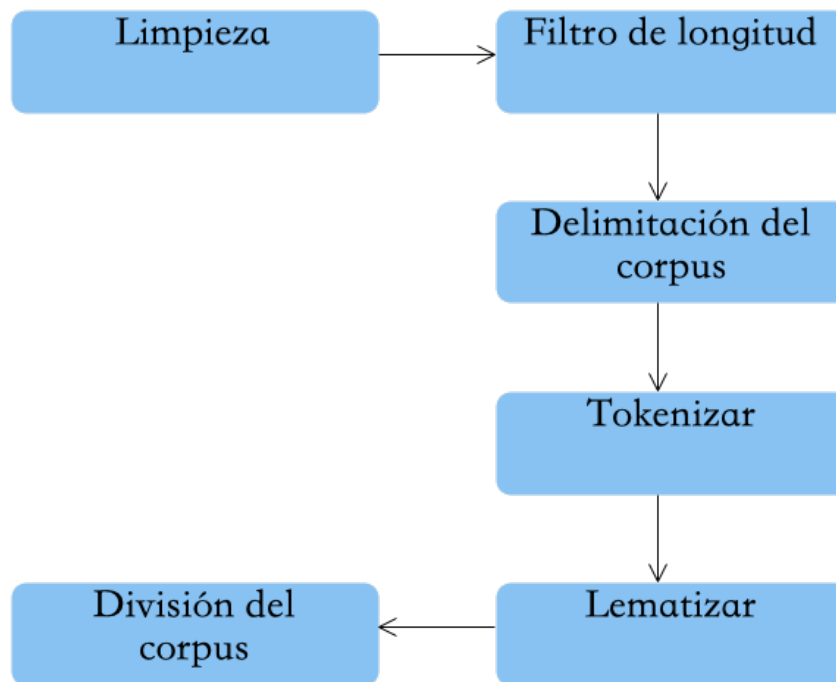 Limpieza
Filtro de longitud
Delimitación del
corpus
Tokenizar
Lematizar
División del
corpus